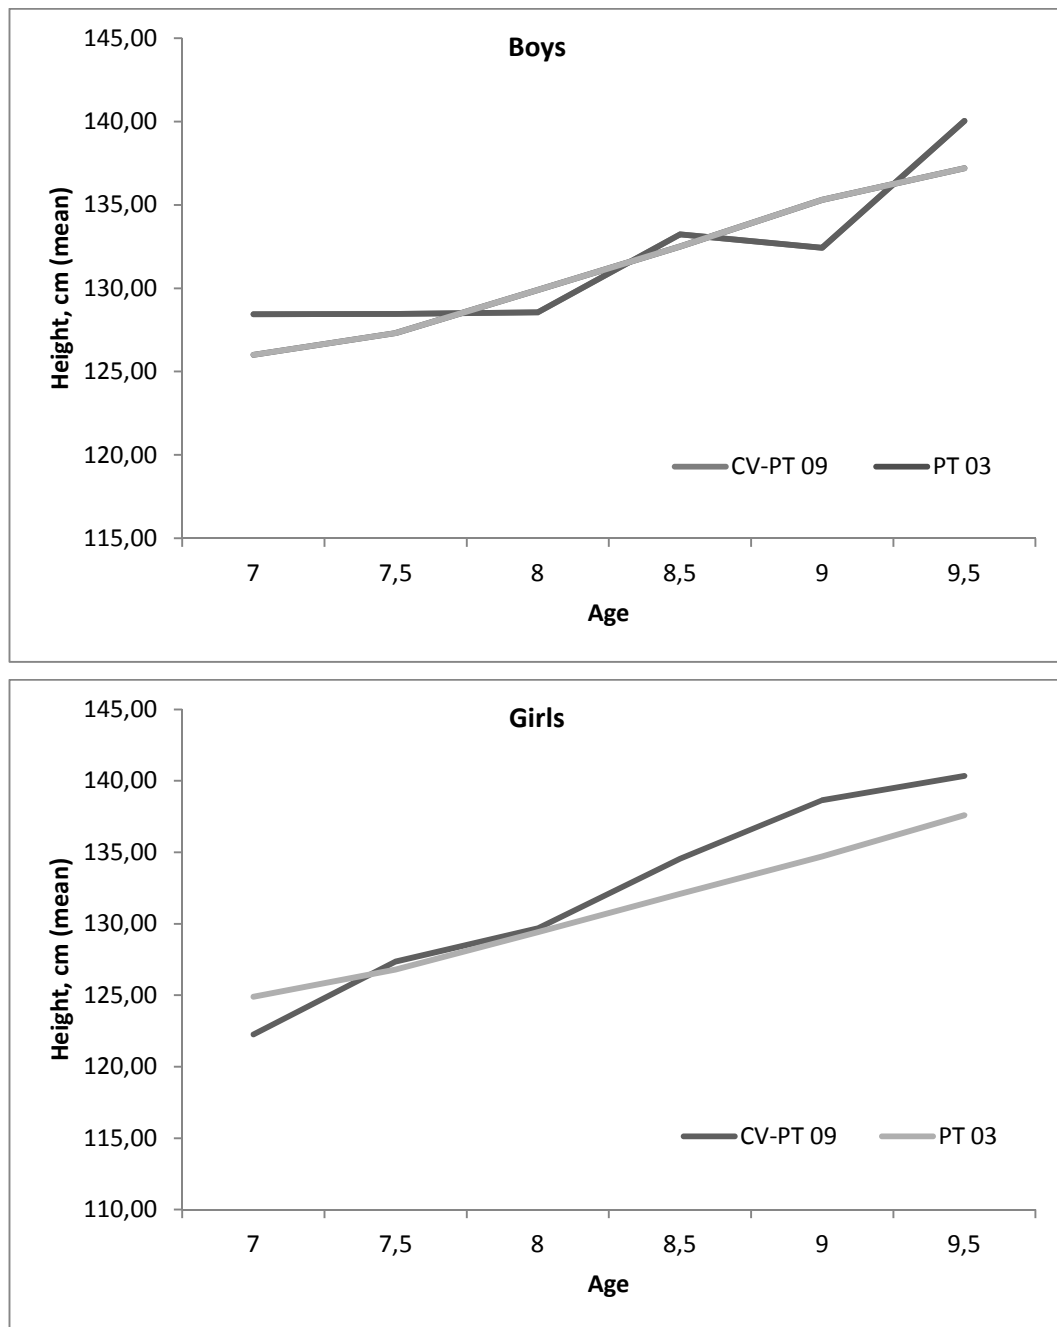 Boys
145,00
140,00
135,00
130,00
125,00
120,00
115,00
Height, cm (mean)
CV-PT 09 PT 03
7 7,5 8 8,5 9 9,5
Age
Girls
145,00
140,00
135,00
130,00
125,00
120,00
115,00
110,00
Height, cm (mean)
CV-PT 09 PT 03
7 7,5 8 8,5 9 9,5
Age